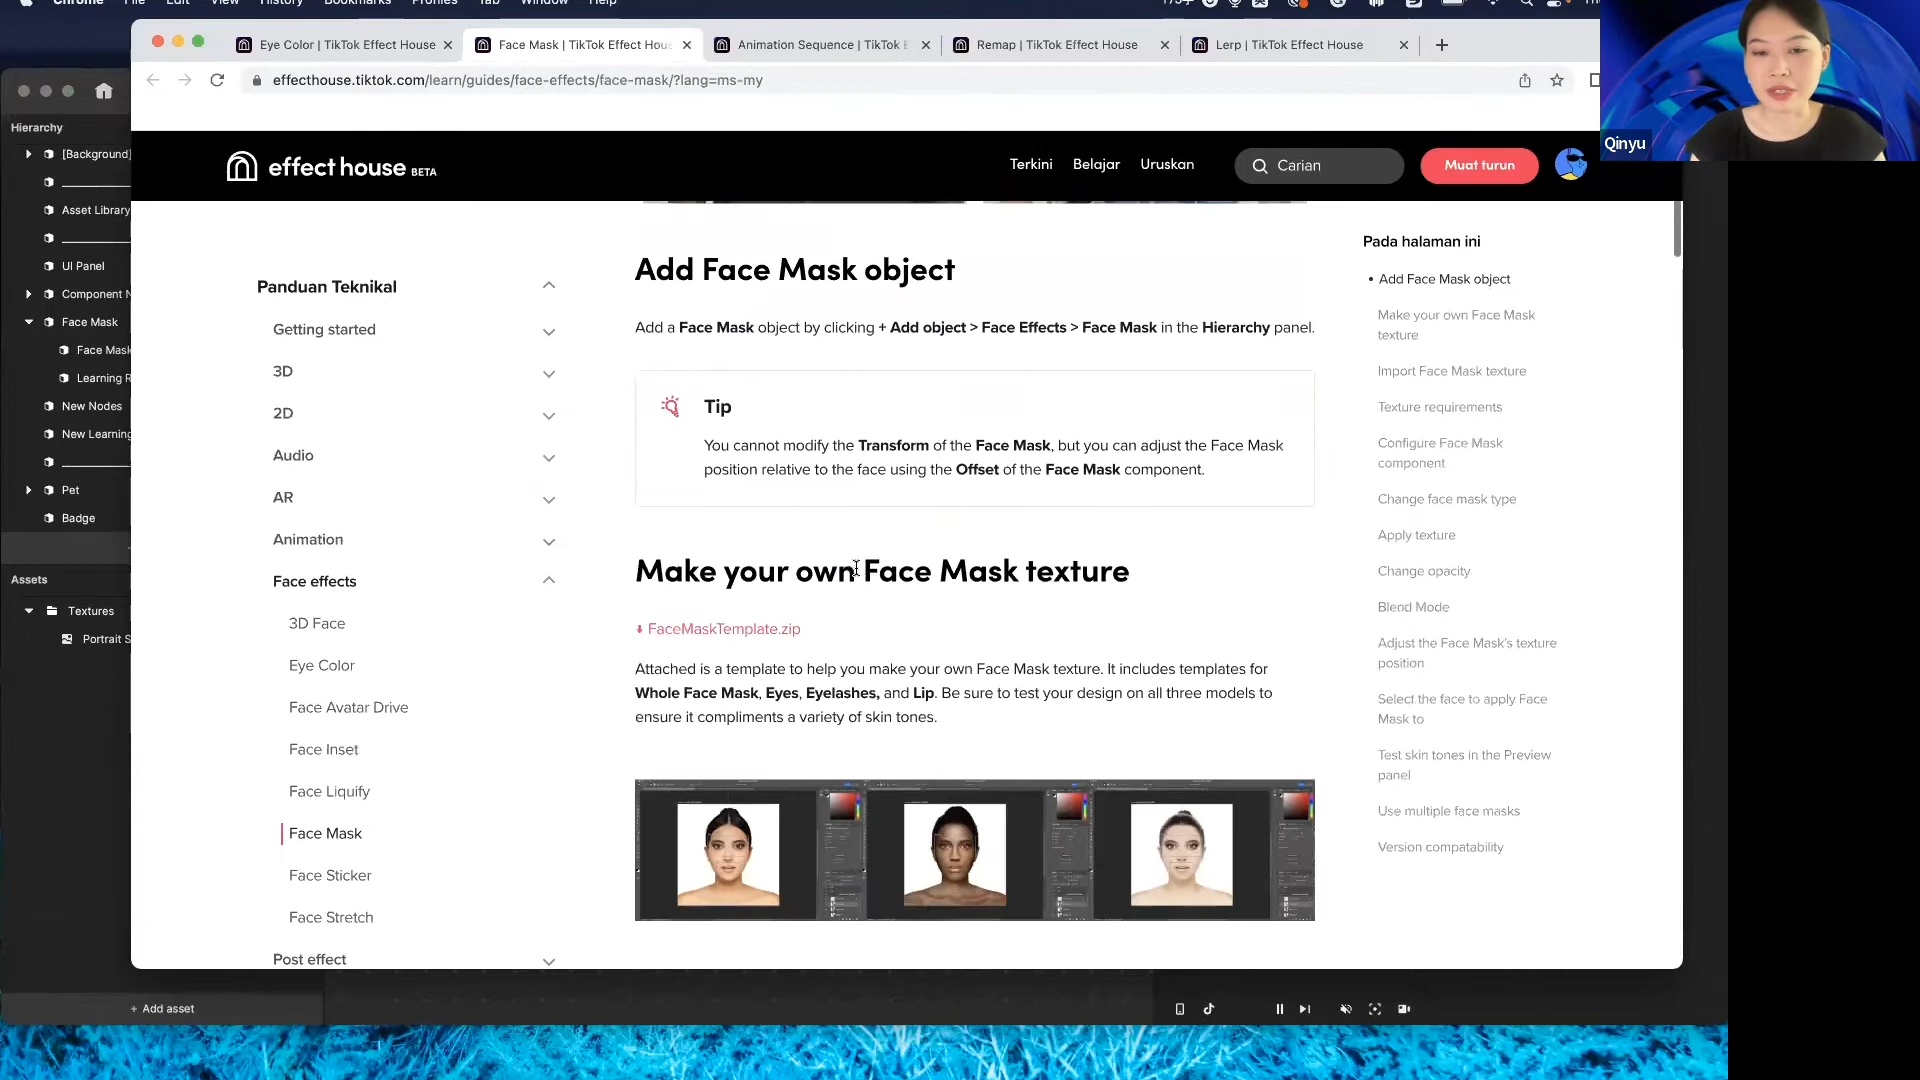 Chrome File Edit View History Bookmarks Profiles Tab Window Help
Eye Color | TikTok Effect House
Face Mask | TikTok Effect Hou
Animation Sequence | TikTok E
Remap | TikTok Effect House
Lerp | TikTok Effect House
effecthouse.tiktok.com/learn/guides/face-effects/face-mask/?lang=ms-my
Qinyu
effect house BETA
Terkini Belajar Uruskan
Carian
Muat turun
Hierarchy
[Background]
Asset Library
UI Panel
Component N
Face Mask
Face Mask
Learning R
New Nodes
New Learning
Pet
Badge
Assets
Textures
Portrait S
+ Add asset
Panduan Teknikal
Getting started
3D
2D
Audio
AR
Animation
Face effects
3D Face
Eye Color
Face Avatar Drive
Face Inset
Face Liquify
Face Mask
Face Sticker
Face Stretch
Post effect
Add Face Mask object
Add a Face Mask object by clicking + Add object > Face Effects > Face Mask in the Hierarchy panel.
Tip
You cannot modify the Transform of the Face Mask, but you can adjust the Face Mask
position relative to the face using the Offset of the Face Mask component.
Make your own Face Mask texture
FaceMaskTemplate.zip
Attached is a template to help you make your own Face Mask texture. It includes templates for
Whole Face Mask, Eyes, Eyelashes, and Lip. Be sure to test your design on all three models to
ensure it compliments a variety of skin tones.
Pada halaman ini
• Add Face Mask object
Make your own Face Mask
texture
Import Face Mask texture
Texture requirements
Configure Face Mask
component
Change face mask type
Apply texture
Change opacity
Blend Mode
Adjust the Face Mask's texture
position
Select the face to apply Face
Mask to
Test skin tones in the Preview
panel
Use multiple face masks
Version compatability